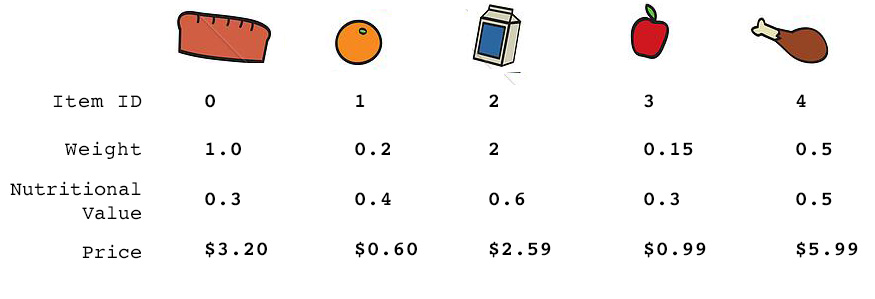 Item ID 0 1 2 3 4
Weight 1.0 0.2 2 0.15 0.5
Nutritional
Value 0.3 0.4 0.6 0.3 0.5
Price $3.20 $0.60 $2.59 $0.99 $5.99